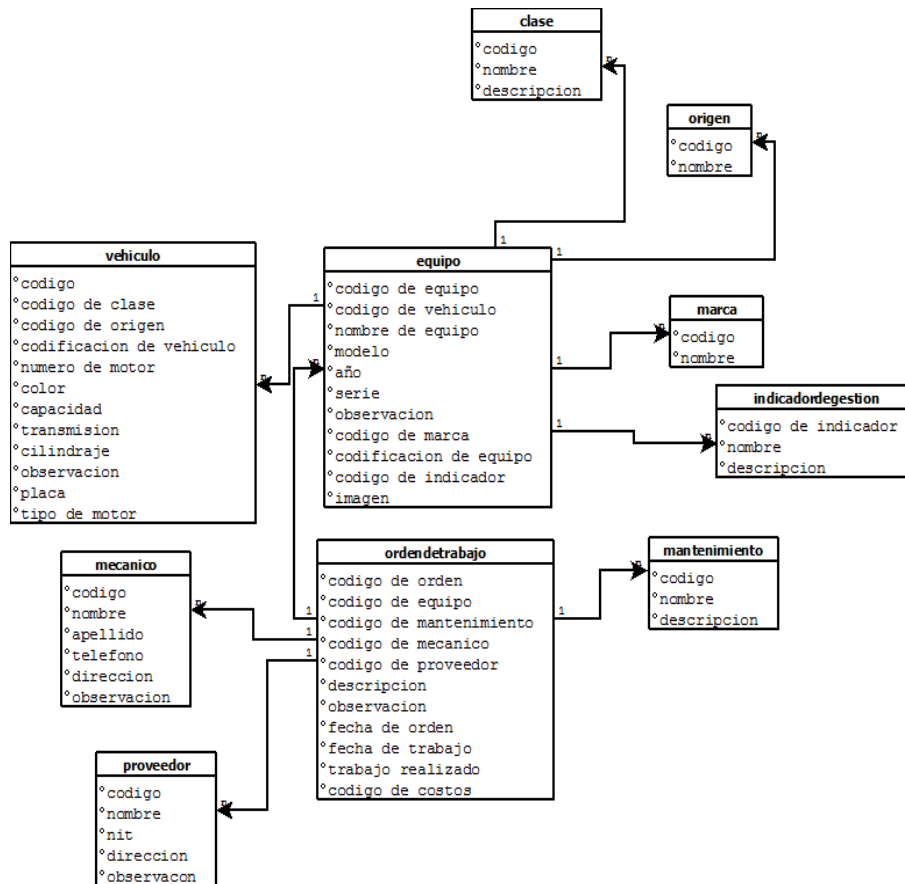 clase
codigo
nombre
descripcion
n
origen
codigo
nombre
n
1
1
vehiculo
codigo
codigo de clase
codigo de origen
codificacion de vehiculo
numero de motor
color
capacidad
transmision
cilindraje
observacion
placa
tipo de motor
n
1
equipo
codigo de equipo
codigo de vehiculo
nombre de equipo
modelo
año
serie
observacion
codigo de marca
codificacion de equipo
codigo de indicador
imagen
n
1
1
marca
codigo
nombre
n
indicadordegestion
codigo de indicador
nombre
descripcion
n
mecanico
codigo
nombre
apellido
telefono
direccion
observacion
n
1
1
1
ordendetrabajo
codigo de orden
codigo de equipo
codigo de mantenimiento
codigo de mecanico
codigo de proveedor
descripcion
observacion
fecha de orden
fecha de trabajo
trabajo realizado
codigo de costos
1
mantenimiento
codigo
nombre
descripcion
n
proveedor
codigo
nombre
nit
direccion
observacon
n